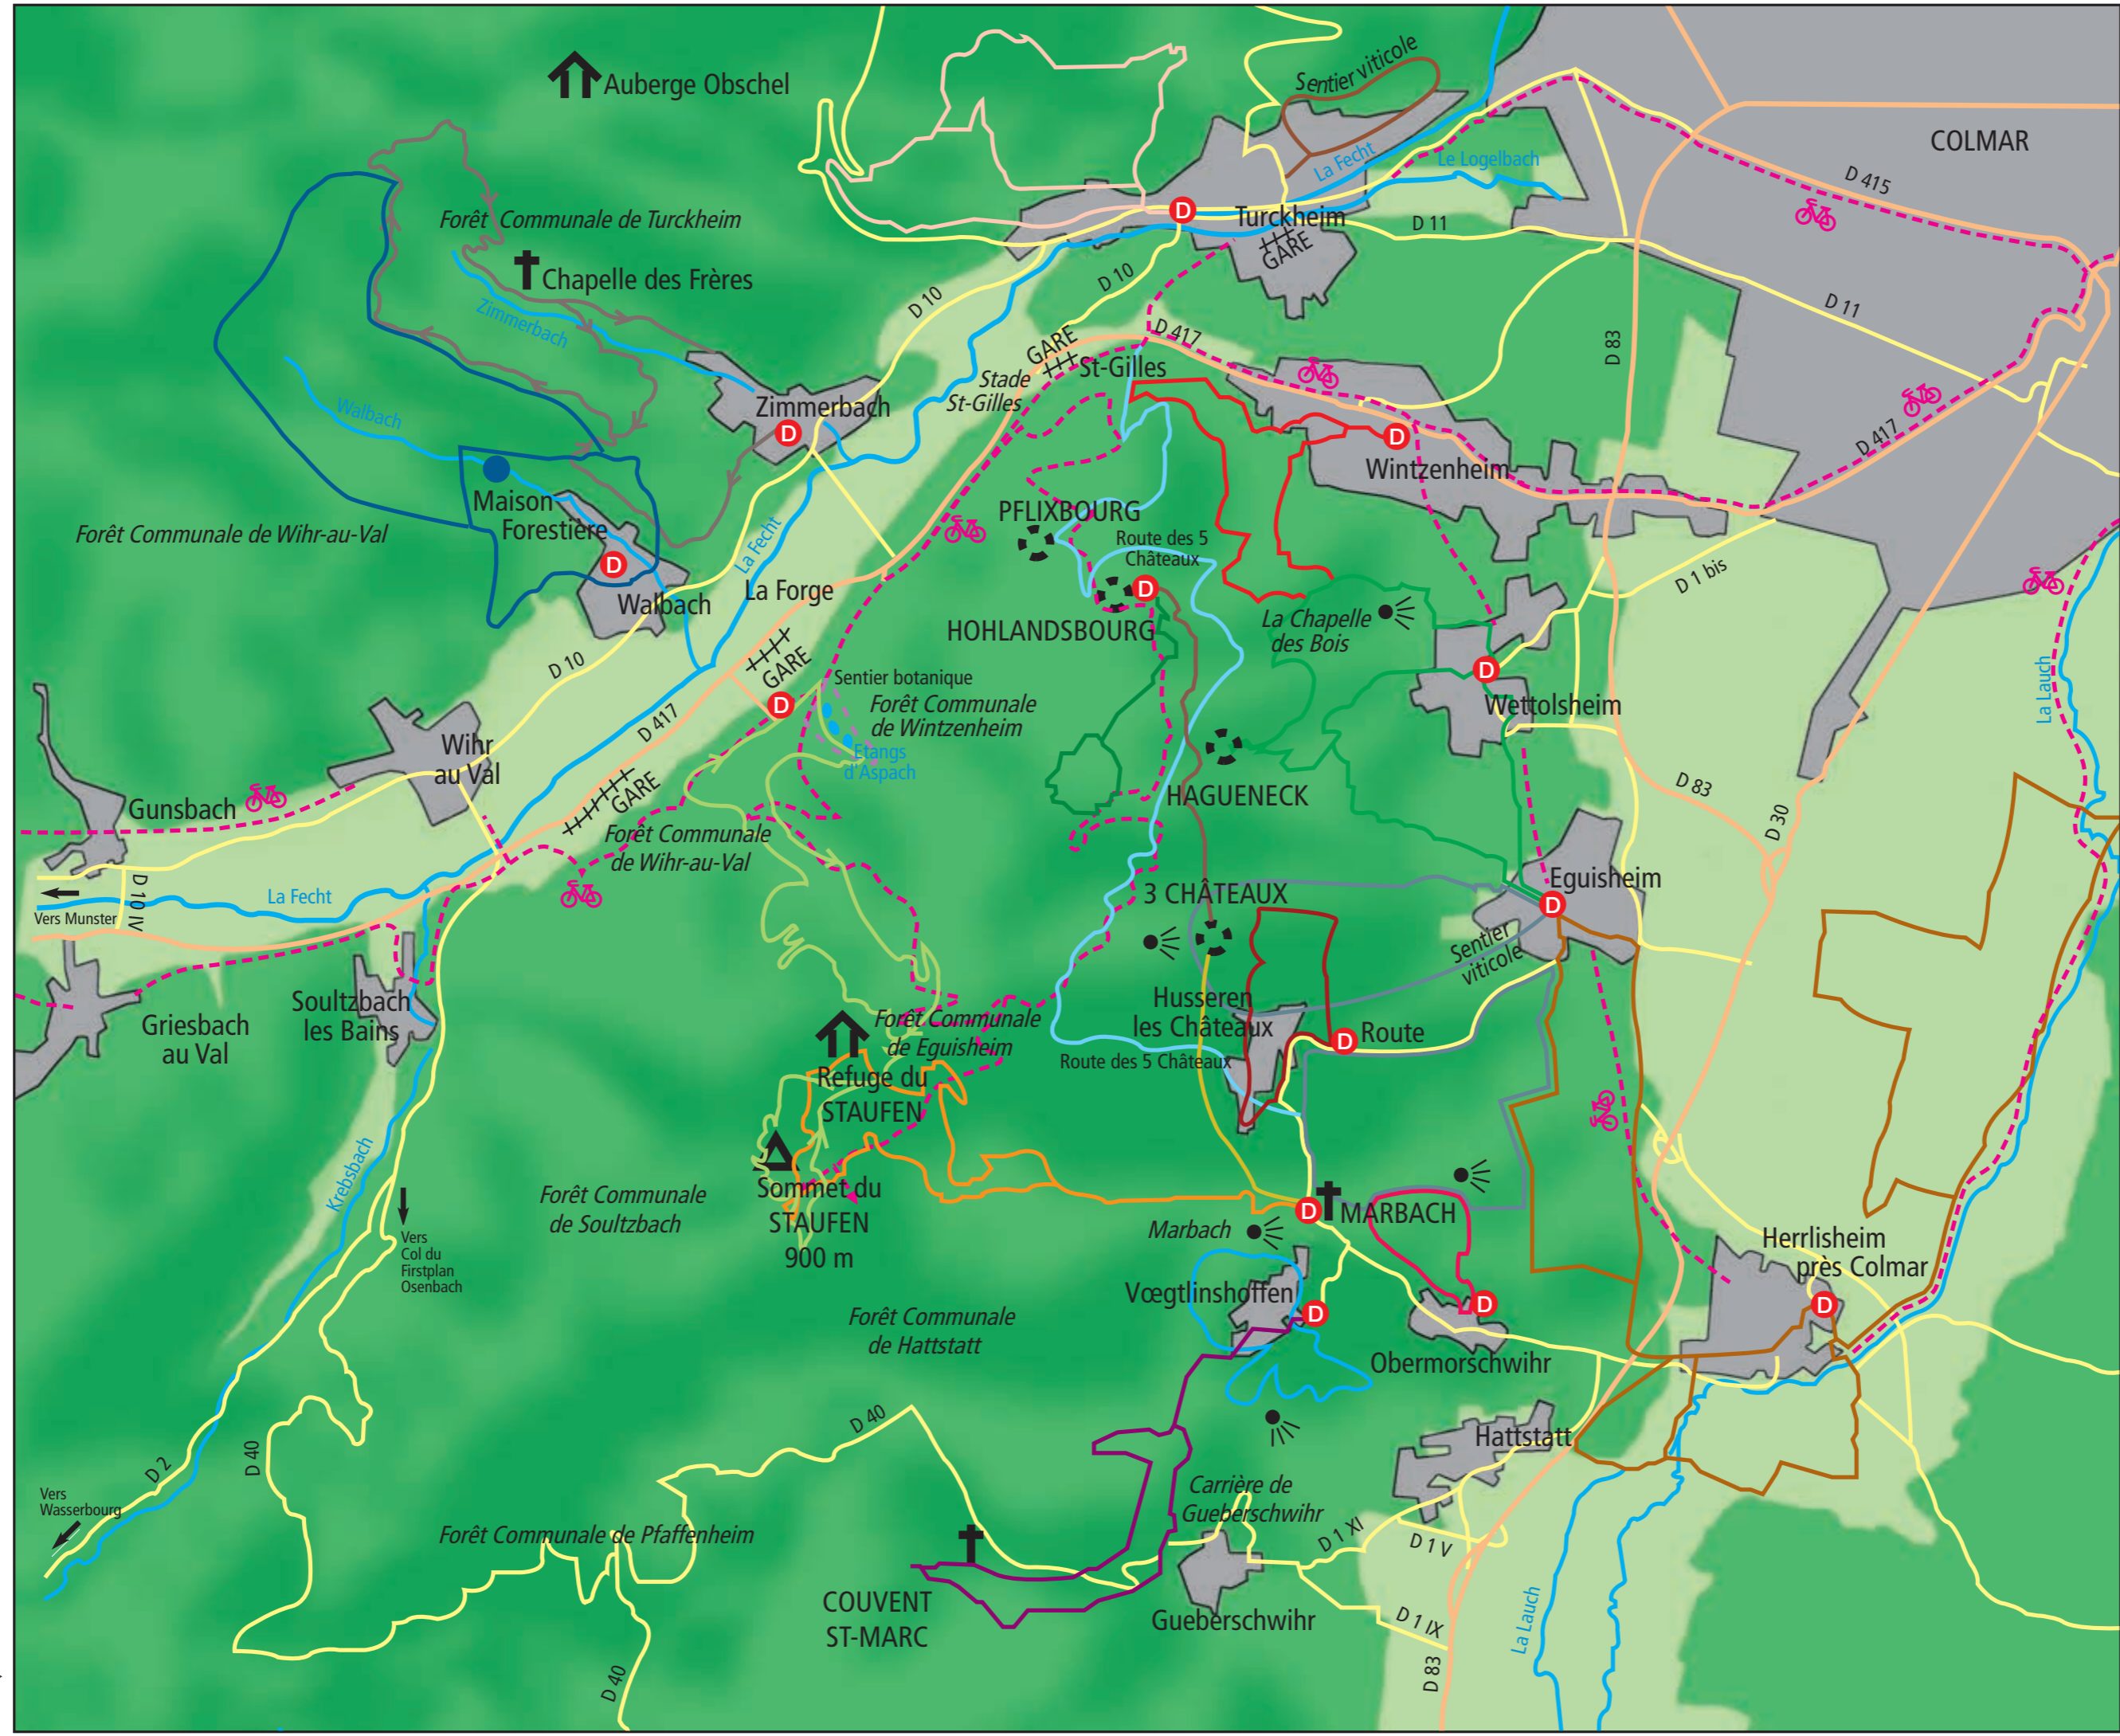 Auberge Obschel
Sentier viticole
COLMAR
D 415
La Fecht
Le Logelbach
Forêt Communale de Turckheim
D
Turckheim
GARE
D 11
Chapelle des Frères
Zimmerbach
D 10
D 10
D 11
D 417
D 83
GARE
St-Gilles
Stade
St-Gilles
Zimmerbach
D
Walbach
D
Wintzenheim
D 417
Maison
Forestière
Forêt Communale de Wihr-au-Val
D
Walbach
La Fecht
La Forge
PFLIXBOURG
Route des 5
Châteaux
D
HOHLANDSBOURG
La Chapelle
des Bois
D 1 bis
D
Wettolsheim
La Lauch
D 10
GARE
D
Sentier botanique
Forêt Communale
de Wintzenheim
Etangs
d'Aspach
D 417
Wihr
au Val
GARE
Gunsbach
HAGUENECK
D 83
D 30
Forêt Communale
de Wihr-au-Val
D 10 IV
Vers Munster
La Fecht
3 CHÂTEAUX
Eguisheim
D
Sentier
viticole
Soultzbach
les Bains
Griesbach
au Val
Husseren
les Châteaux
D
Route
Route des 5 Châteaux
Forêt Communale
de Eguisheim
Refuge du
STAUFEN
Krebsbach
Sommet du
STAUFEN
900 m
Forêt Communale
de Soultzbach
Vers
Col du
Firstplan
Osenbach
D
MARBACH
Marbach
Herrlisheim
près Colmar
D
Vœgtlinshoffen
D
D
Obermorschwihr
Forêt Communale
de Hattstatt
Hattstatt
D 40
D 40
D 2
Vers
Wasserbourg
Carrière de
Gueberschwihr
Forêt Communale de Pfaffenheim
D 1 XI
D 1 V
COUVENT
ST-MARC
Gueberschwihr
D 1 IX
La Lauch
D 83
D 40